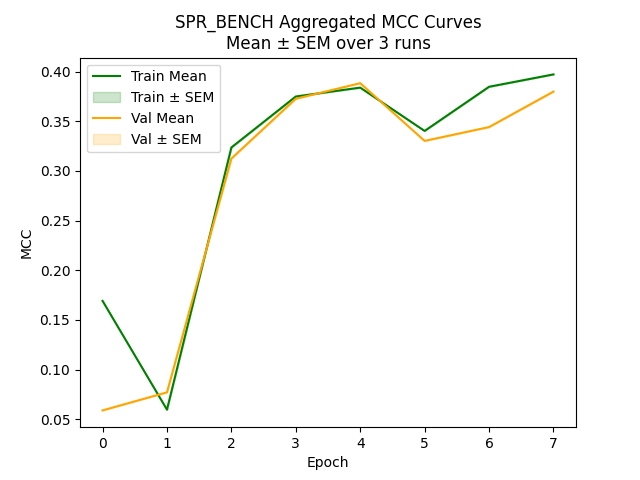 SPR_BENCH Aggregated MCC Curves
Mean ± SEM over 3 runs
Train Mean
Train ± SEM
Val Mean
Val ± SEM
MCC
0.40
0.35
0.30
0.25
0.20
0.15
0.10
0.05
0 1 2 3 4 5 6 7
Epoch